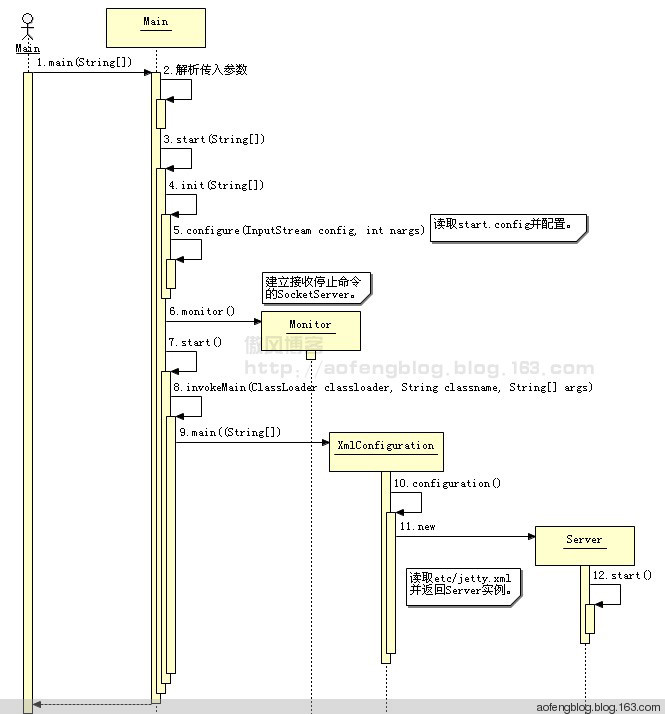 Main
Main
1.main(String[])
2.解析传入参数
3.start(String[])
4.init(String[])
5.configure(InputStream config, int nargs)
读取start.config并配置。
建立接收停止命令
的SocketServer。
6.monitor()
Monitor
7.start()
傲风博客
http://aofengblog.blog.163.com
8.invokeMain(ClassLoader classloader, String classname, String[] args)
9.main((String[])
XmlConfiguration
10.configuration()
11.new
Server
读取etc/jetty.xml
并返回Server实例。
12.start()
aofengblog.blog.163.com